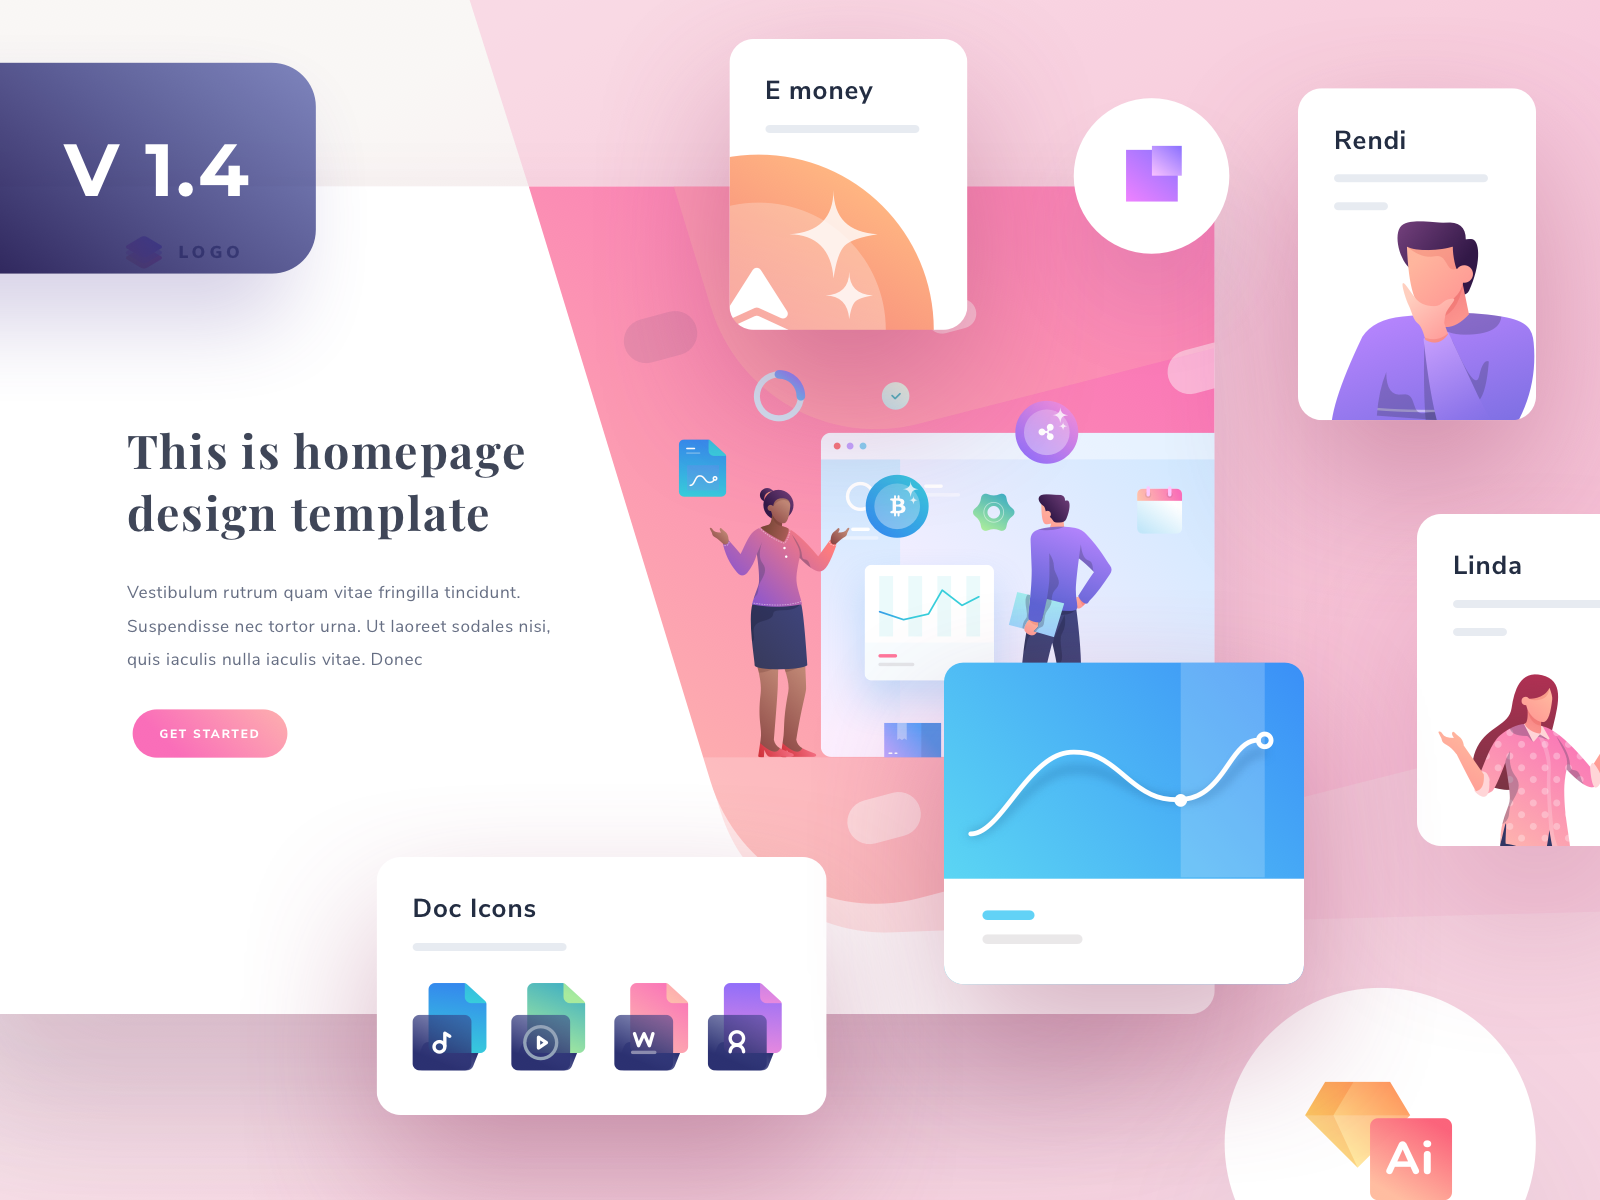 V 1.4
LOGO
E money
Rendi
This is homepage
design template
Vestibulum rutrum quam vitae fringilla tincidunt.
Suspendisse nec tortor urna. Ut laoreet sodales nisi,
quis iaculis nulla iaculis vitae. Donec
GET STARTED
Linda
Doc Icons
W
Ai